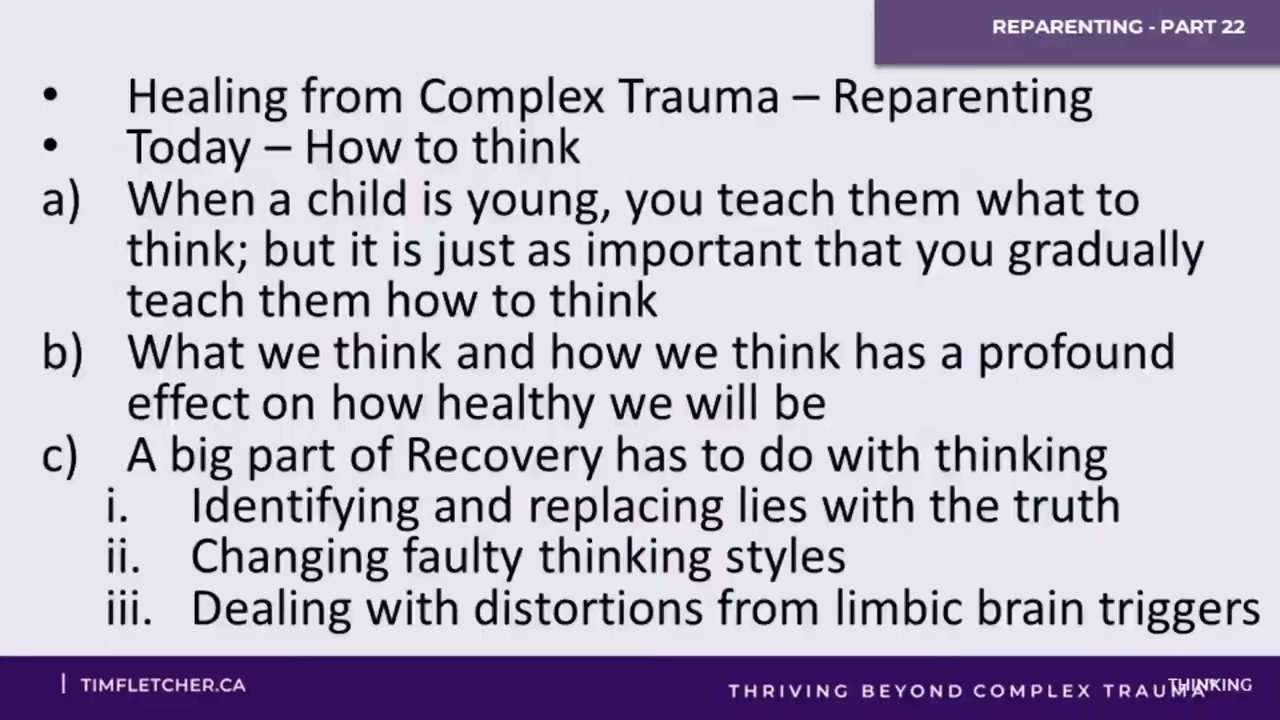 REPARENTING - PART 22
• Healing from Complex Trauma – Reparenting
• Today – How to think
a) When a child is young, you teach them what to
think; but it is just as important that you gradually
teach them how to think
b) What we think and how we think has a profound
effect on how healthy we will be
c) A big part of Recovery has to do with thinking
i. Identifying and replacing lies with the truth
ii. Changing faulty thinking styles
iii. Dealing with distortions from limbic brain triggers
| TIMFLETCHER.CA
THRIVING BEYOND COMPLEX TRAUMA
THINKING